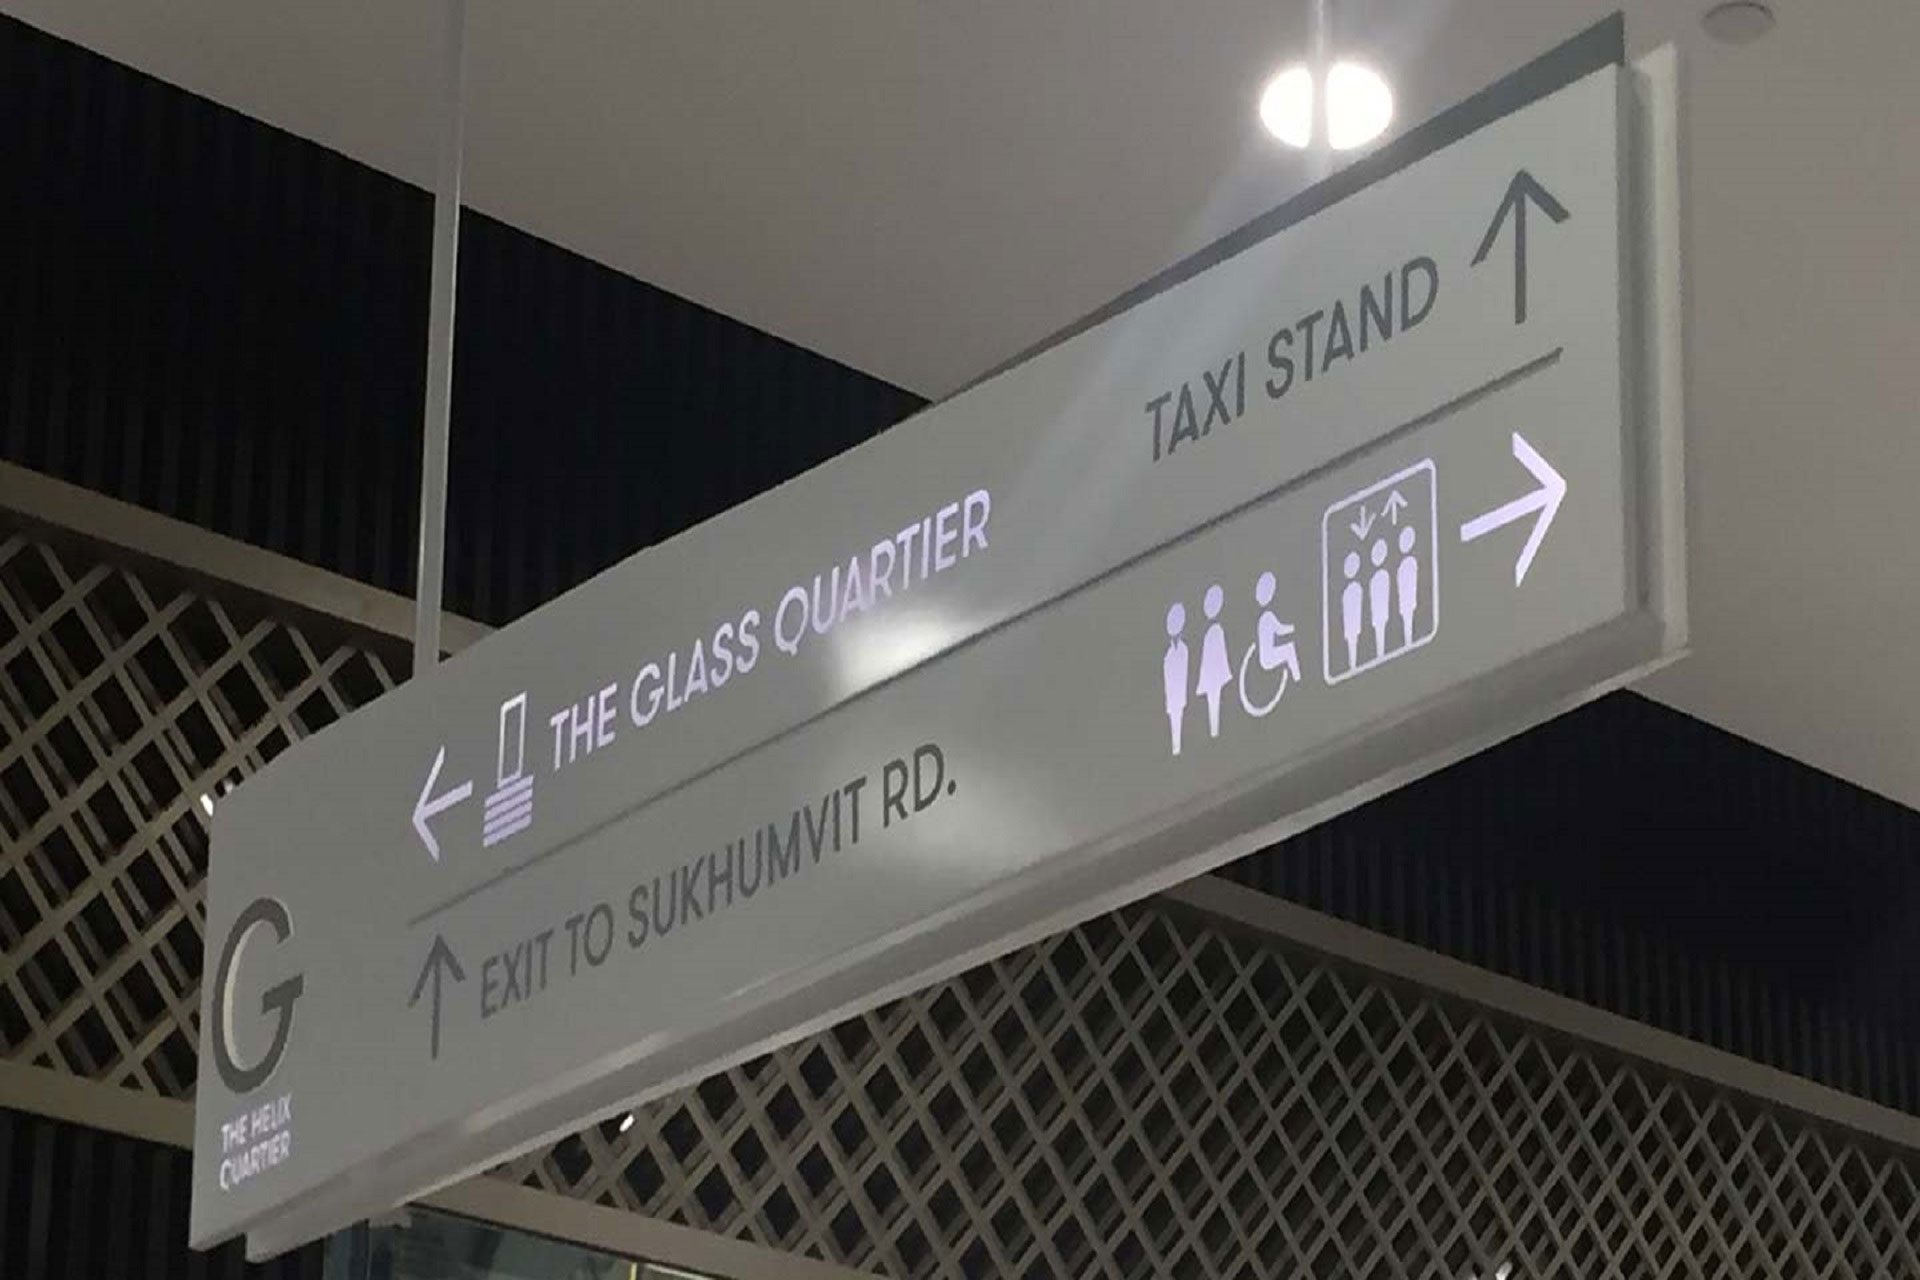 THE GLASS QUARTIER
TAXI STAND
EXIT TO SUKHUMVIT RD.
G
THE HELIX
QUARTIER